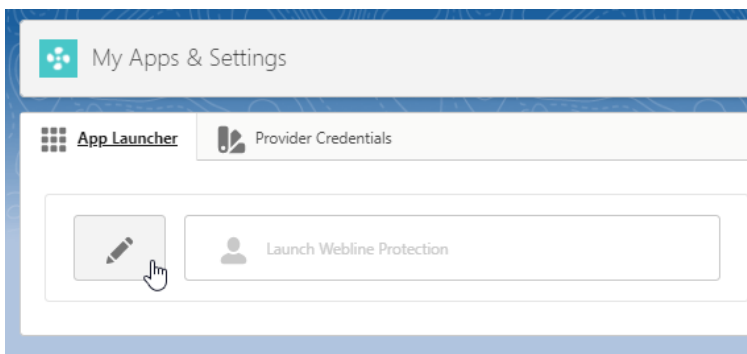 My Apps & Settings
App Launcher
Provider Credentials
Launch Webline Protection